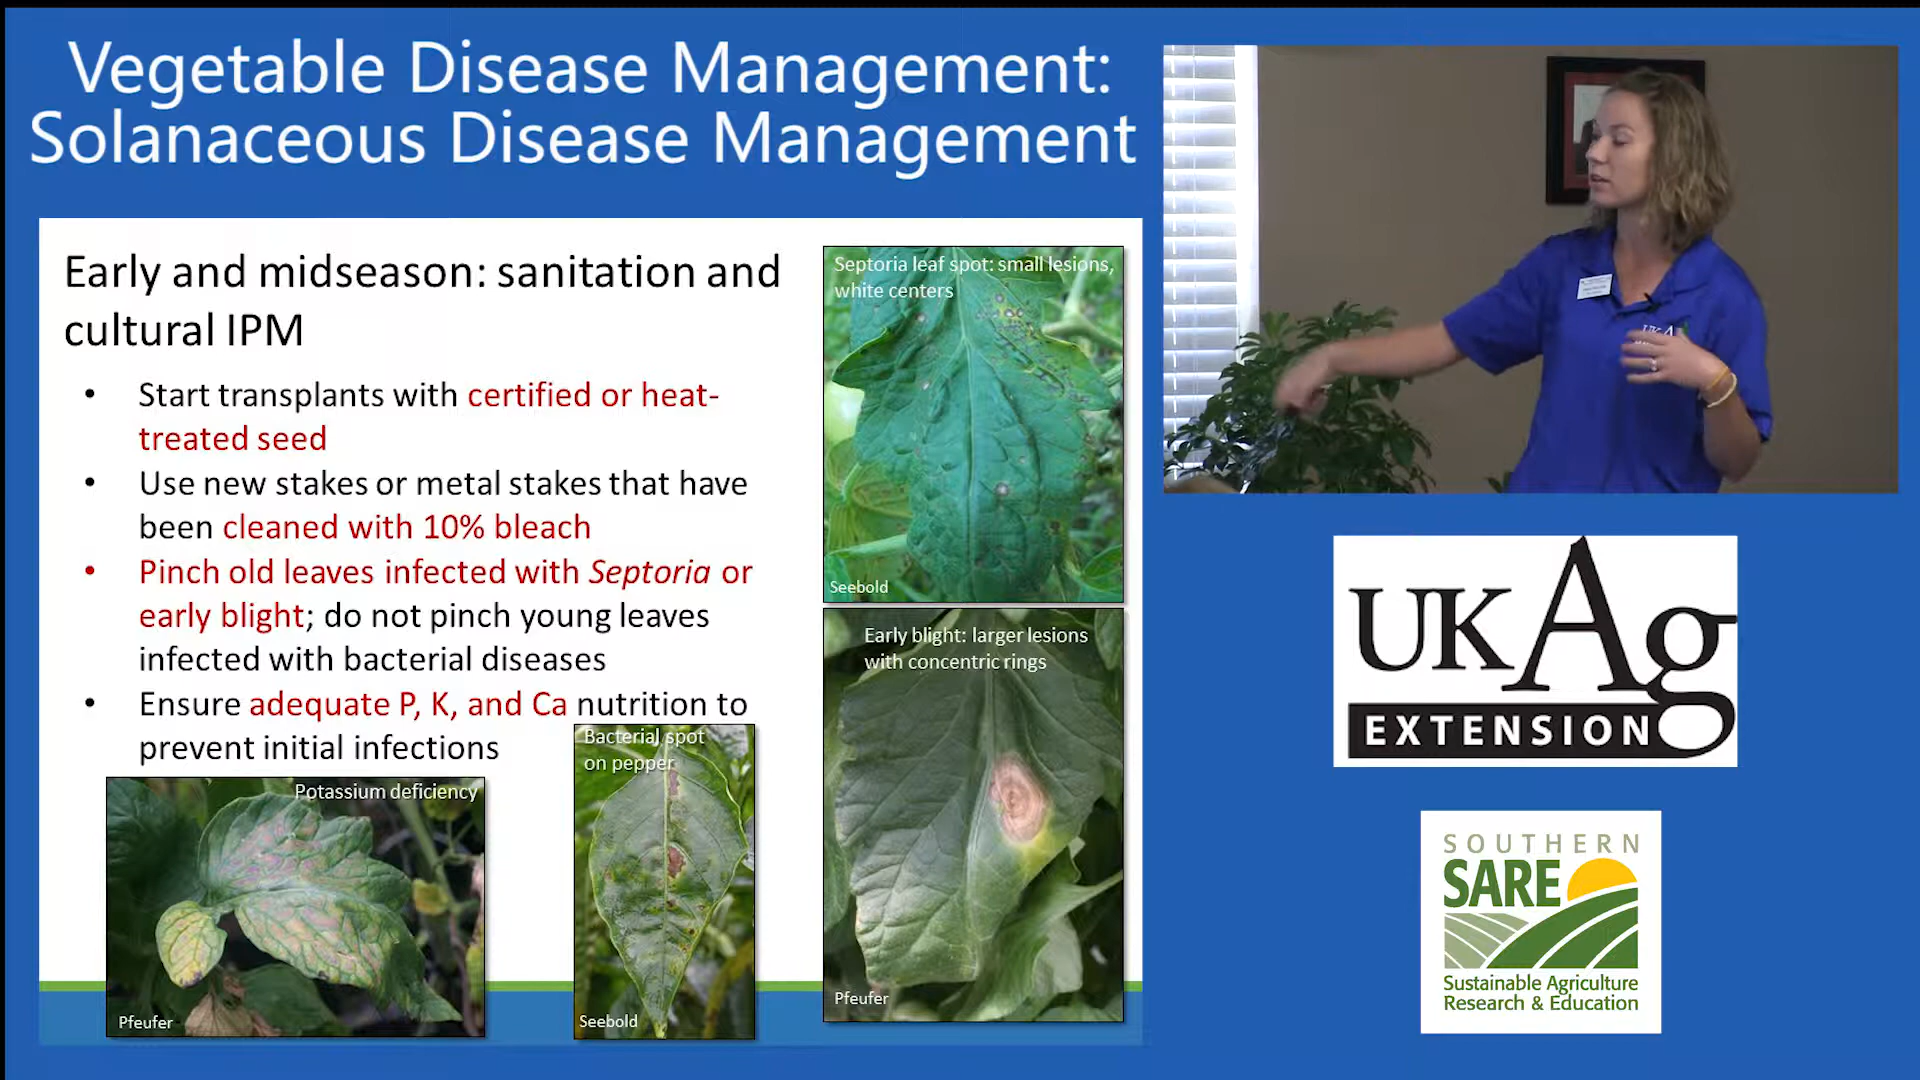 Vegetable Disease Management:
Solanaceous Disease Management
Early and midseason: sanitation and
cultural IPM
• Start transplants with certified or heat-
treated seed
• Use new stakes or metal stakes that have
been cleaned with 10% bleach
• Pinch old leaves infected with Septoria or
early blight; do not pinch young leaves
infected with bacterial diseases
• Ensure adequate P, K, and Ca nutrition to
prevent initial infections
Septoria leaf spot: small lesions,
white centers
Seebold
Early blight: larger lesions
with concentric rings
Pfeufer
Bacterial spot
on pepper
Seebold
Potassium deficiency
Pfeufer
UKAg
EXTENSION
SOUTHERN
SARE
Sustainable Agriculture
Research & Education